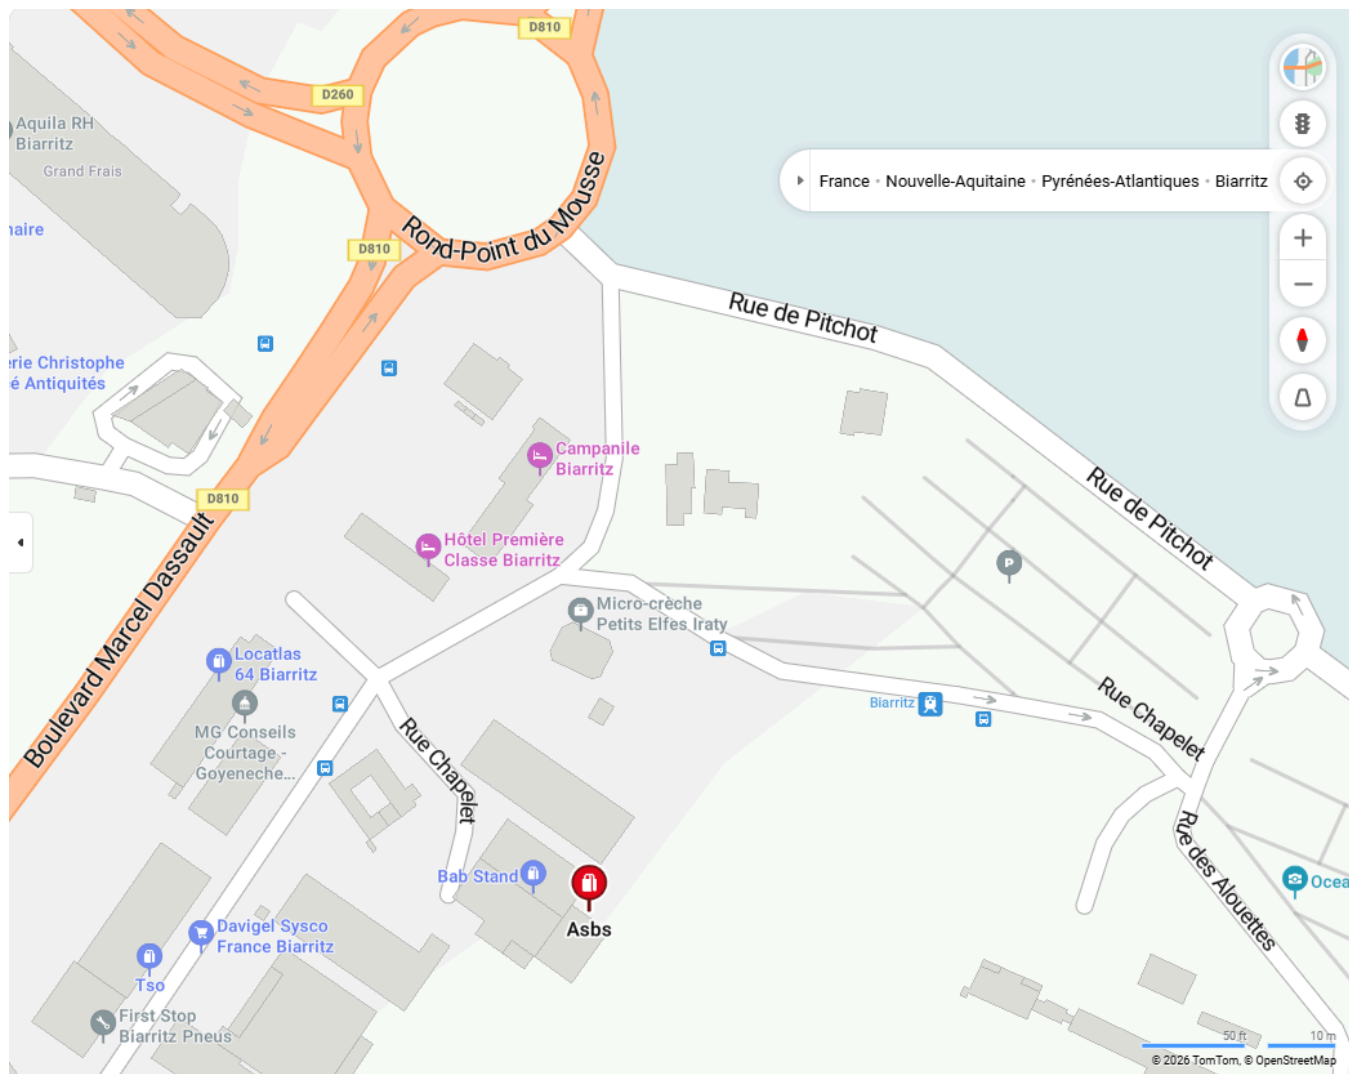 D810
D260
Aquila RH
Biarritz
Grand Frais
France • Nouvelle-Aquitaine • Pyrénées-Atlantiques • Biarritz
Rond-Point du Mousse
naire
D810
Rue de Pitchot
erie Christophe
é Antiquités
Campanile
Biarritz
D810
Rue de Pitchot
Hôtel Première
Classe Biarritz
Boulevard Marcel Dassault
P
Micro-crèche
Petits Elfes Iraty
Locatlas
64 Biarritz
Biarritz
Rue Chapelet
MG Conseils
Courtage -
Goyeneche...
Rue Chapelet
Rue des Alouettes
Bab Stand
Ocea
Asbs
Davigel Sysco
France Biarritz
Tso
First Stop
Biarritz Pneus
50 ft
10 m
© 2026 TomTom, © OpenStreetMap